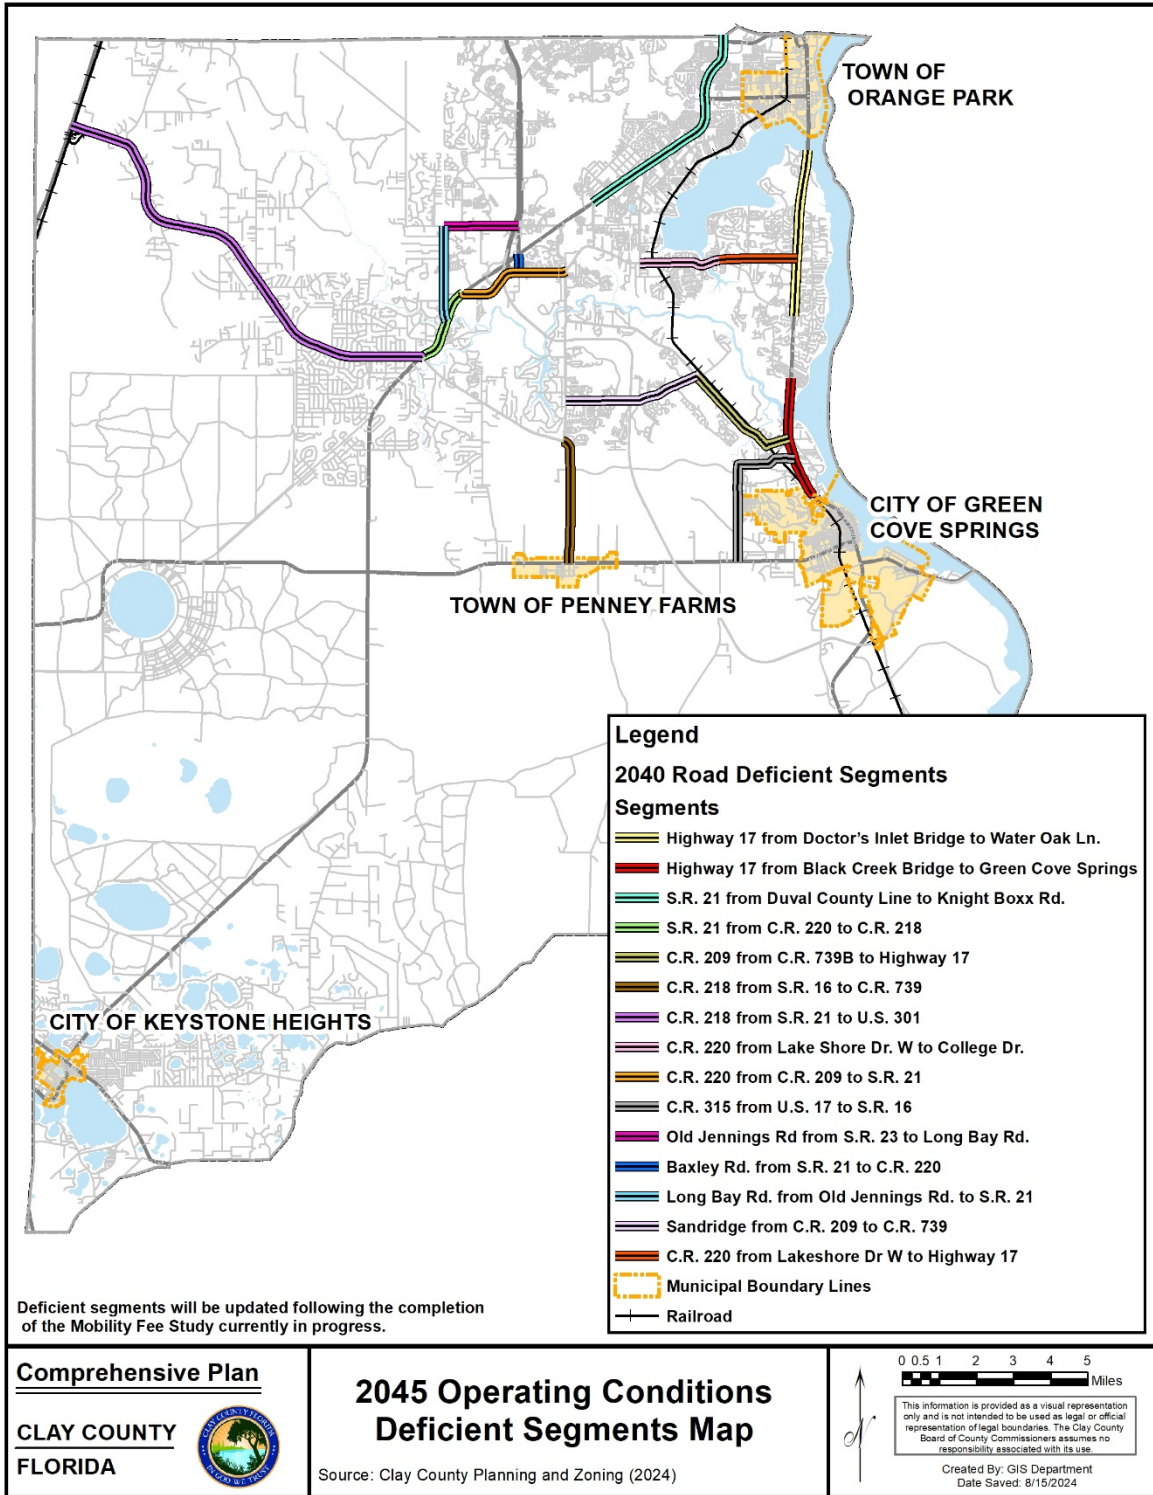 TOWN OF
ORANGE PARK
CITY OF GREEN
COVE SPRINGS
TOWN OF PENNEY FARMS
CITY OF KEYSTONE HEIGHTS
Legend
2040 Road Deficient Segments
Segments
Highway 17 from Doctor's Inlet Bridge to Water Oak Ln.
Highway 17 from Black Creek Bridge to Green Cove Springs
S.R. 21 from Duval County Line to Knight Boxx Rd.
S.R. 21 from C.R. 220 to C.R. 218
C.R. 209 from C.R. 739B to Highway 17
C.R. 218 from S.R. 16 to C.R. 739
C.R. 218 from S.R. 21 to U.S. 301
C.R. 220 from Lake Shore Dr. W to College Dr.
C.R. 220 from C.R. 209 to S.R. 21
C.R. 315 from U.S. 17 to S.R. 16
Old Jennings Rd from S.R. 23 to Long Bay Rd.
Baxley Rd. from S.R. 21 to C.R. 220
Long Bay Rd. from Old Jennings Rd. to S.R. 21
Sandridge from C.R. 209 to C.R. 739
C.R. 220 from Lakeshore Dr W to Highway 17
Municipal Boundary Lines
Railroad
Deficient segments will be updated following the completion
of the Mobility Fee Study currently in progress.
Comprehensive Plan
CLAY COUNTY
FLORIDA
CLAY COUNTY FLORIDA
IN GOD WE TRUST
2045 Operating Conditions
Deficient Segments Map
Source: Clay County Planning and Zoning (2024)
N
0 0.5 1 2 3 4 5
Miles
This information is provided as a visual representation
only and is not intended to be used as legal or official
representation of legal boundaries. The Clay County
Board of County Commissioners assumes no
responsibility associated with its use.
Created By: GIS Department
Date Saved: 8/15/2024